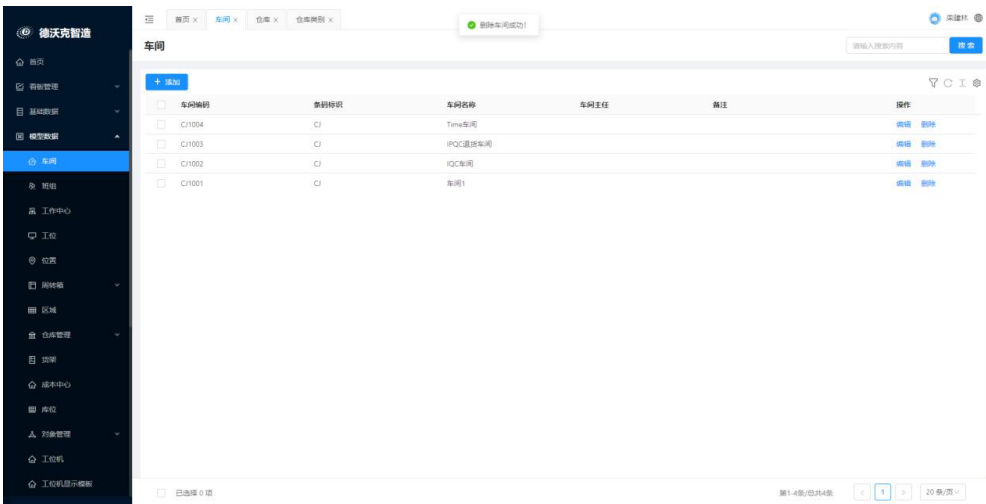 德沃克智造
首页 × 车间 × 仓库 × 仓库类别 ×
删除车间成功!
车间
请输入搜索内容
搜索
首页
看板管理
基础数据
模型数据
车间
班组
工作中心
工位
位置
周转箱
区域
仓库管理
货架
成本中心
库位
对象管理
工位机
工位机显示模板
+ 添加
车间编码 条码标识 车间名称 车间主任 备注 操作
CJ1004 CJ Time车间 编辑 删除
CJ1003 CJ IPQC退货车间 编辑 删除
CJ1002 CJ IQC车间 编辑 删除
CJ1001 CJ 车间1 编辑 删除
已选择 0 项
第1-4条/总共4条 < 1 > 20 条/页